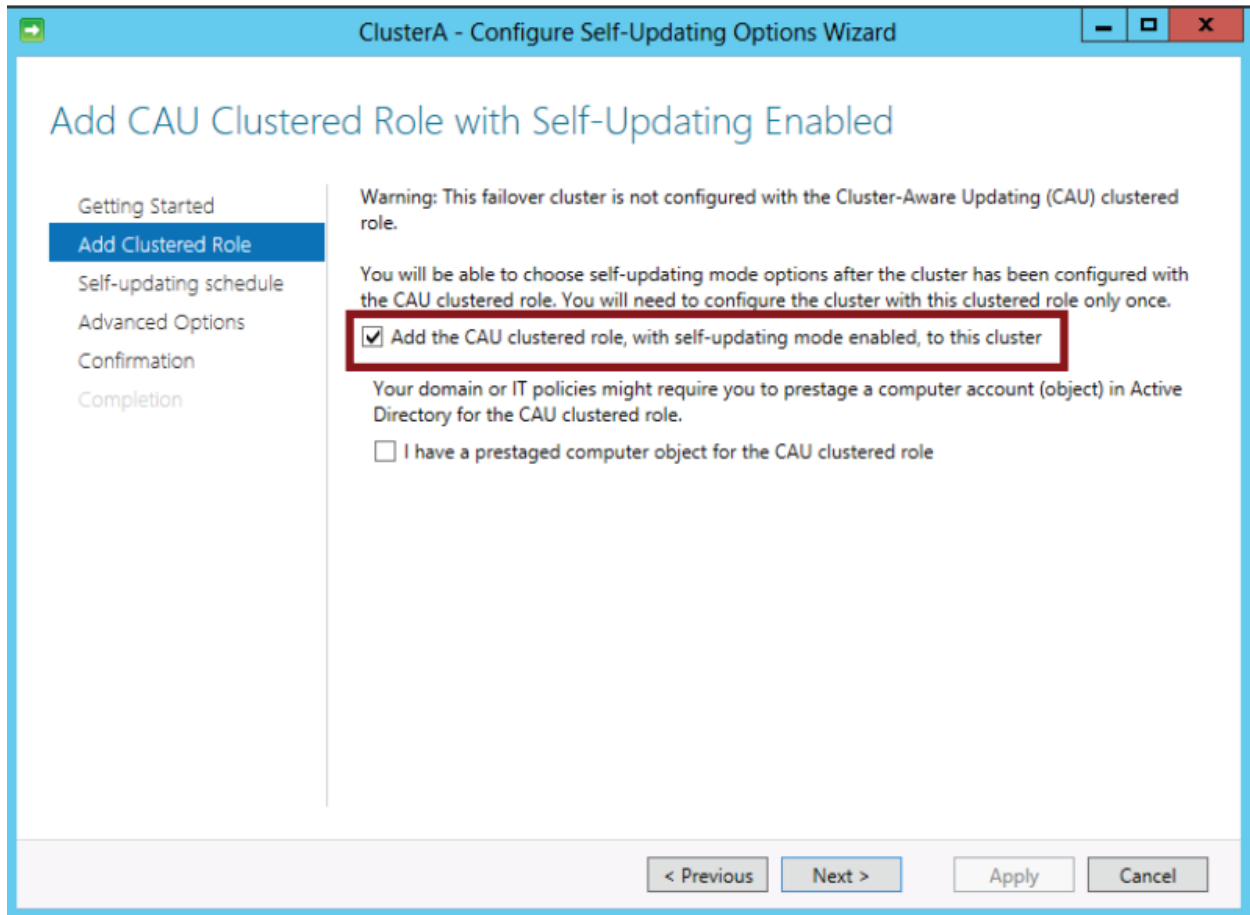 ClusterA - Configure Self-Updating Options Wizard
Add CAU Clustered Role with Self-Updating Enabled
Getting Started
Add Clustered Role
Self-updating schedule
Advanced Options
Confirmation
Completion
Warning: This failover cluster is not configured with the Cluster-Aware Updating (CAU) clustered
role.
You will be able to choose self-updating mode options after the cluster has been configured with
the CAU clustered role. You will need to configure the cluster with this clustered role only once.
Add the CAU clustered role, with self-updating mode enabled, to this cluster
Your domain or IT policies might require you to prestage a computer account (object) in Active
Directory for the CAU clustered role.
I have a prestaged computer object for the CAU clustered role
< Previous
Next >
Apply
Cancel